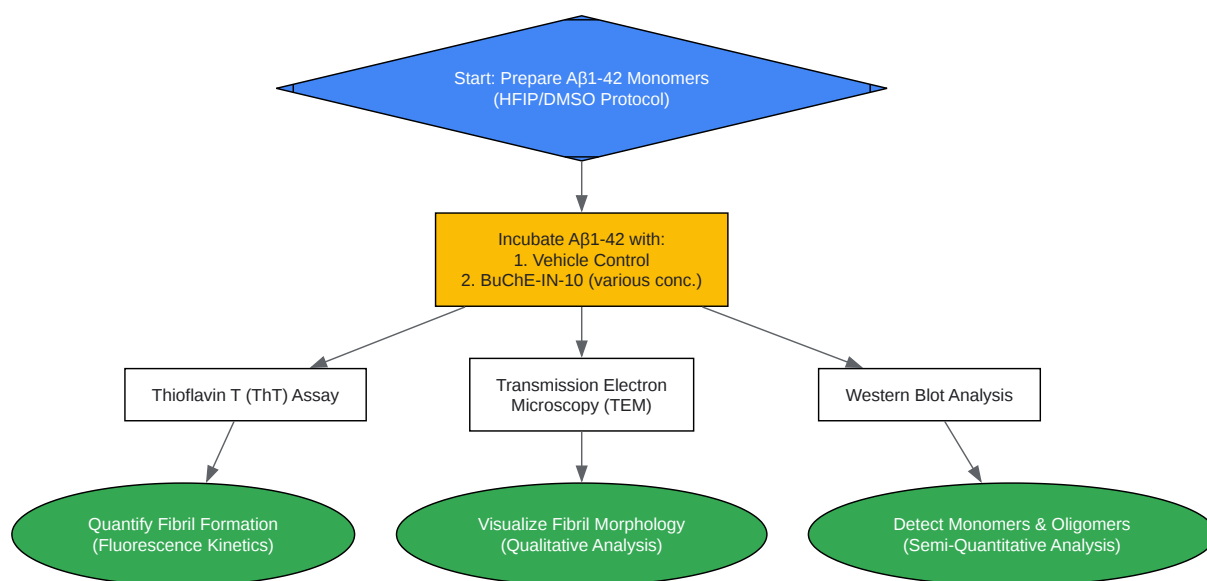 Start: Prepare Aβ1-42 Monomers
(HFIP/DMSO Protocol)
Incubate Aβ1-42 with:
1. Vehicle Control
2. BuChE-IN-10 (various conc.)
Thioflavin T (ThT) Assay
Transmission Electron
Microscopy (TEM)
Western Blot Analysis
Quantify Fibril Formation
(Fluorescence Kinetics)
Visualize Fibril Morphology
(Qualitative Analysis)
Detect Monomers & Oligomers
(Semi-Quantitative Analysis)